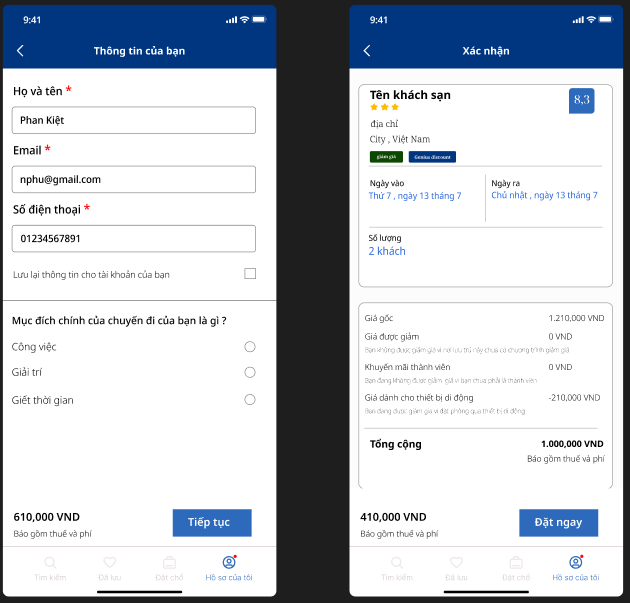 9:41
Thông tin của bạn
Họ và tên *
Phan Kiệt
Email *
nphu@gmail.com
Số điện thoại *
01234567891
Lưu lại thông tin cho tài khoản của bạn
Mục đích chính của chuyến đi của bạn là gì ?
Công việc
Giải trí
Giết thời gian
610,000 VND
Báo gồm thuế và phí
Tiếp tục
Tìm kiếm
Đã lưu
Đặt chỗ
Hồ sơ của tôi
9:41
Xác nhận
Tên khách sạn
8,3
địa chỉ
City , Việt Nam
giảm giá
Genius discount
Ngày vào
Ngày ra
Thứ 7 , ngày 13 tháng 7
Chủ nhật , ngày 13 tháng 7
Số lượng
2 khách
Giá gốc
1.210,000 VND
Giá được giảm
0 VND
Bạn không được giảm giá vì nơi lưu trú này chưa có chương trình giảm giá
Khuyến mãi thành viên
0 VND
Bạn đang không được giảm giá vì bạn chưa phải là thành viên
Giá dành cho thiết bị di động
-210,000 VND
Bạn đang được giảm giá vì đặt phòng qua thiết bị di động
Tổng cộng
1.000,000 VND
Báo gồm thuế và phí
410,000 VND
Báo gồm thuế và phí
Đặt ngay
Tìm kiếm
Đã lưu
Đặt chỗ
Hồ sơ của tôi